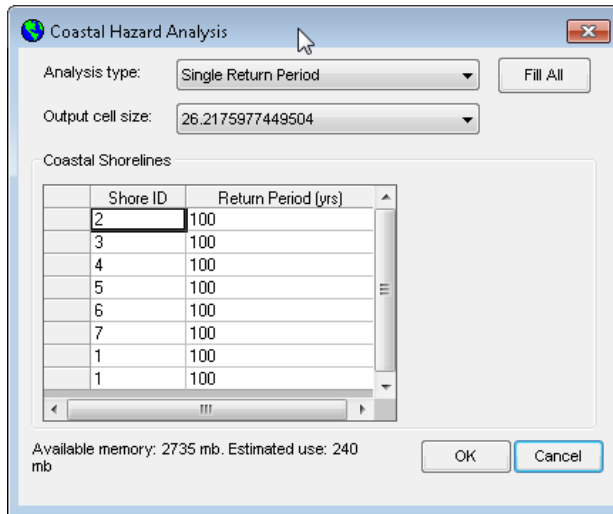 Coastal Hazard Analysis
Analysis type: Single Return Period Fill All
Output cell size: 26.2175977449504
Coastal Shorelines
Shore ID Return Period (yrs)
2 100
3 100
4 100
5 100
6 100
7 100
1 100
1 100
Available memory: 2735 mb. Estimated use: 240
mb
OK Cancel